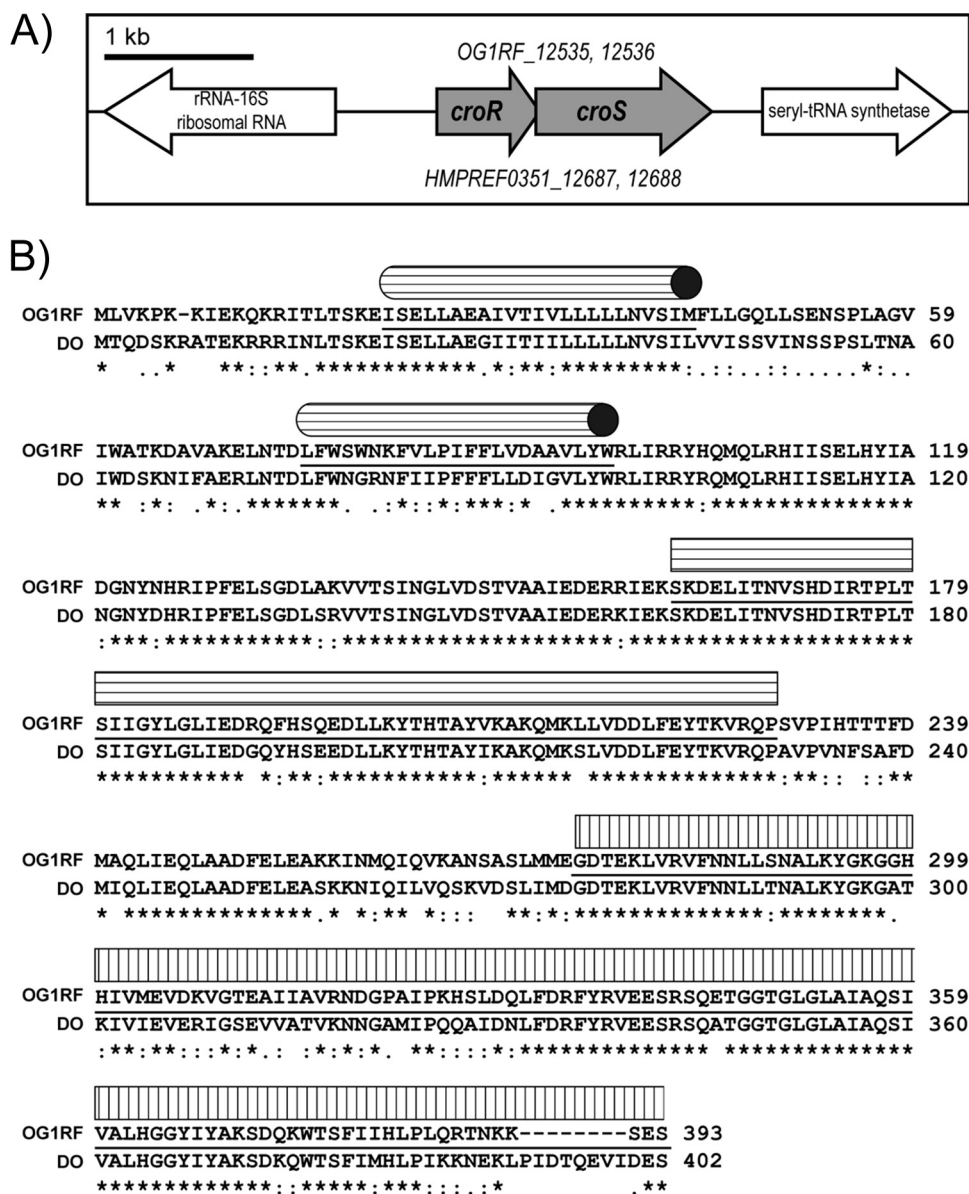 A)
1 kb
OG1RF_12535, 12536
rRNA-16S
ribosomal RNA
croR
croS
seryl-tRNA synthetase
HMPREF0351_12687, 12688
B)
OG1RF MLVKPK-KIEKQKRITLTSKEISELLAEAIVTIVLLLLLNVSIMFLLGQLLSENSPLAGV 59
DO MTQDSKRATEKRRRINLTSKEISELLAEGIITIILLLLLNVSILVVISSVINSSPSLTNA 60
* ..* **::**.************.*:**:*********:.::....:....*:..
OG1RF IWATKDAVAKELNTDLFWSWNKFVLPIFFLVDAAVLYWRLIRRYHQMQLRHIISELHYIA 119
DO IWDSKNIFAERLNTDLFWNGRNFIIPFFFLLDIGVLYWRLIRRYRQMQLRHIISELHYIA 120
** :*: .*:.*******. .:*::*:***:* .**********:***************
OG1RF DGNYNHRIPFELSGDLAKVVTSINGLVDSTVAAIEDERRIEKSKDELITNVSHDIRTPLT 179
DO NGNYDHRIPFELSGDLSRVVTSINGLVDSTVAAIEDERKIEKSKDELITNVSHDIRTPLT 180
:***:***********::********************:*********************
OG1RF SIIGYLGLIEDRQFHSQEDLLKYTHTAYVKAKQMKLLVDDLFEYTKVRQPSVPIHTTTFD 239
DO SIIGYLGLIEDGQYHSEEDLLKYTHTAYIKAKQMKSLVDDLFEYTKVRQPAVPVNFSAFD 240
*********** *:**:***********:****** **************:**:: ::**
OG1RF MAQLIEQLAADFELEAKKINMQIQVKANSASLMMEGDTEKLVRVFNNLLSNALKYGKGGH 299
DO MIQLIEQLAADFELEASKKNIQILVQSKVDSLIMDGDTEKLVRVFNNLLTNALKYGKGAT 300
* **************.* *:** *::: **:*:**************:********.
OG1RF HIVMEVDKVGTEAIIAVRNDGPAIPKHSLDQLFDRFYRVEESRSQETGGTGLGLAIAQSI 359
DO KIVIEVERIGSEVVATVKNNGAMIPQQAIDNLFDRFYRVEESRSQATGGTGLGLAIAQSI 360
:**:**:::*:*.: :*:*:*. **::::*:************** **************
OG1RF VALHGGYIYAKSDQKWTSFIIHLPLQRTNKK--------SES 393
DO VALHGGYIYAKSDKQWTSFIMHLPIKKNEKLPIDTQEVIDES 402
*************::*****:***:::.:* .**